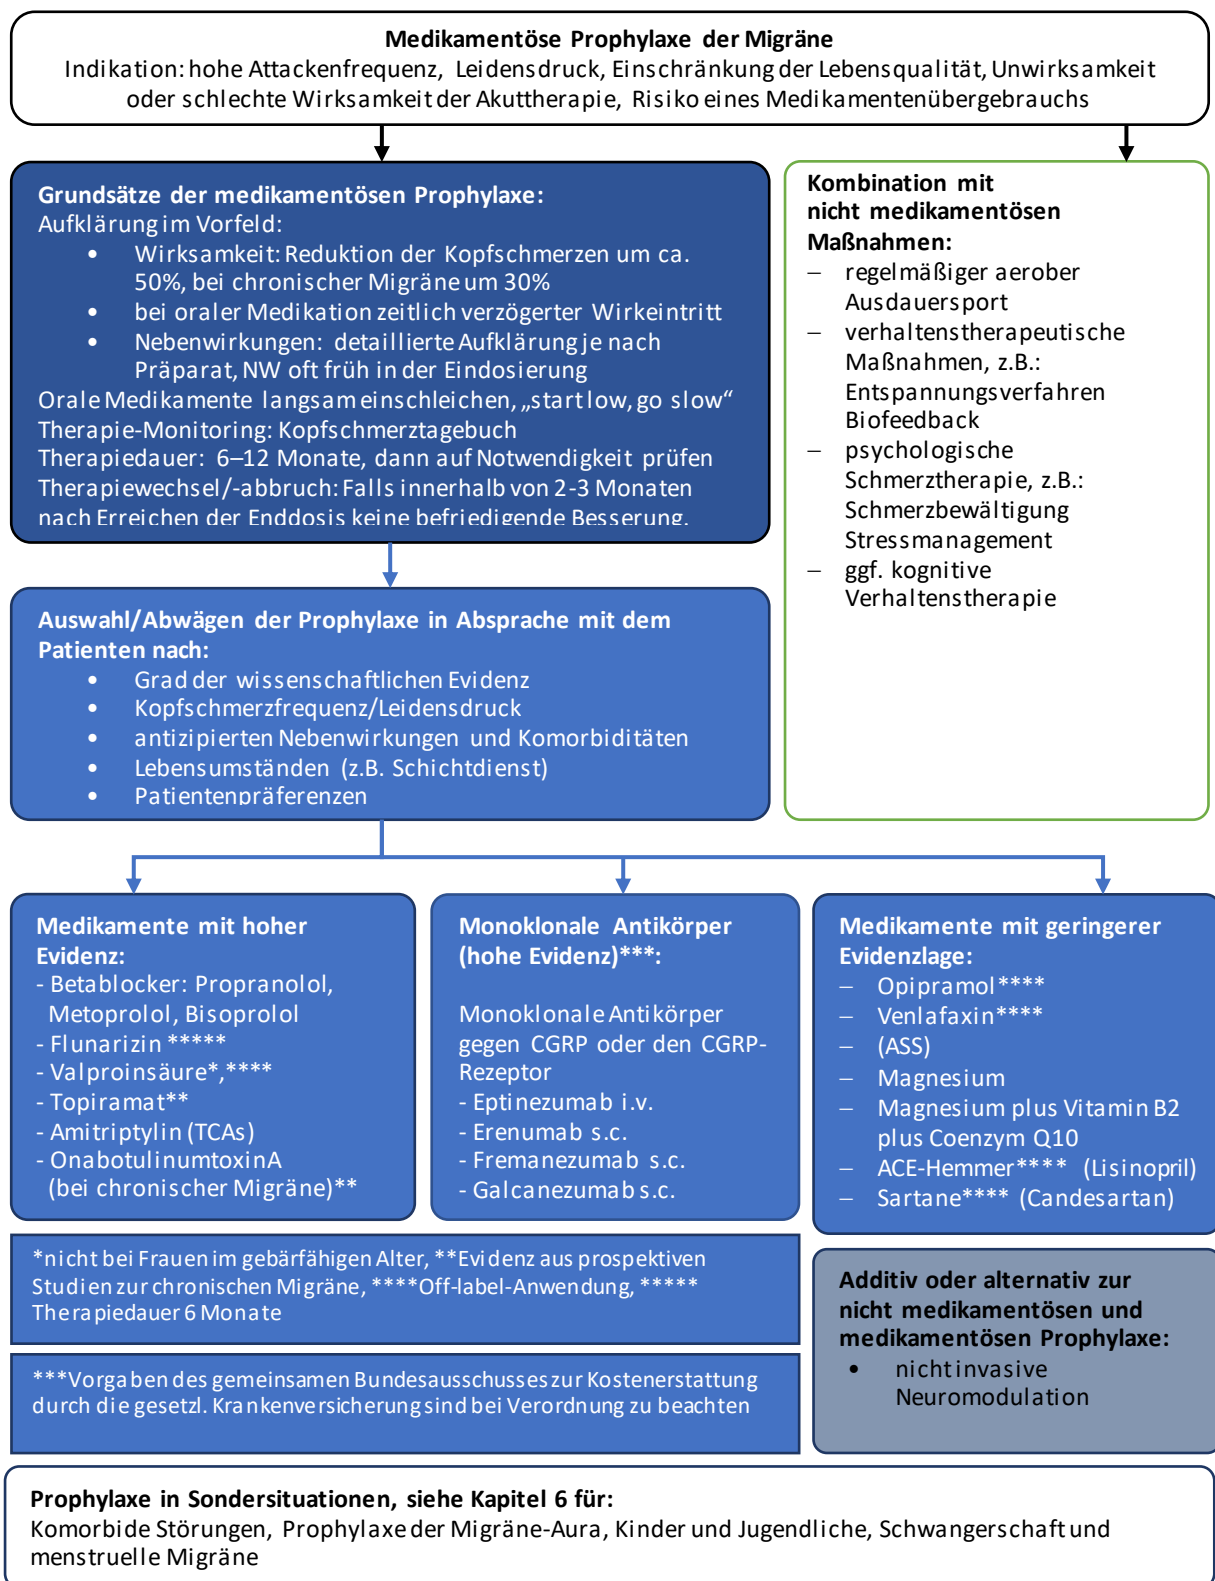 Medikamentöse Prophylaxe der Migräne
Indikation: hohe Attackenfrequenz, Leidensdruck, Einschränkung der Lebensqualität, Unwirksamkeit
oder schlechte Wirksamkeit der Akuttherapie, Risiko eines Medikamentenübergebrauchs
Grundsätze der medikamentösen Prophylaxe:
Aufklärung im Vorfeld:
• Wirksamkeit: Reduktion der Kopfschmerzen um ca.
50%, bei chronischer Migräne um 30%
• bei oraler Medikation zeitlich verzögerter Wirkeintritt
• Nebenwirkungen: detaillierte Aufklärung je nach
Präparat, NW oft früh in der Eindosierung
Orale Medikamente langsam einschleichen, „start low, go slow“
Therapie-Monitoring: Kopfschmerztagebuch
Therapiedauer: 6–12 Monate, dann auf Notwendigkeit prüfen
Therapiewechsel/-abbruch: Falls innerhalb von 2-3 Monaten
nach Erreichen der Enddosis keine befriedigende Besserung.
Kombination mit
nicht medikamentösen
Maßnahmen:
– regelmäßiger aerober
Ausdauersport
– verhaltenstherapeutische
Maßnahmen, z.B.:
Entspannungsverfahren
Biofeedback
– psychologische
Schmerztherapie, z.B.:
Schmerzbewältigung
Stressmanagement
– ggf. kognitive
Verhaltenstherapie
Auswahl/Abwägen der Prophylaxe in Absprache mit dem
Patienten nach:
• Grad der wissenschaftlichen Evidenz
• Kopfschmerzfrequenz/Leidensdruck
• antizipierten Nebenwirkungen und Komorbiditäten
• Lebensumständen (z.B. Schichtdienst)
• Patientenpräferenzen
Medikamente mit hoher
Evidenz:
- Betablocker: Propranolol,
Metoprolol, Bisoprolol
- Flunarizin *****
- Valproinsäure*,****
- Topiramat**
- Amitriptylin (TCAs)
- OnabotulinumtoxinA
(bei chronischer Migräne)**
Monoklonale Antikörper
(hohe Evidenz)***:
Monoklonale Antikörper
gegen CGRP oder den CGRP-
Rezeptor
- Eptinezumab i.v.
- Erenumab s.c.
- Fremanezumab s.c.
- Galcanezumab s.c.
Medikamente mit geringerer
Evidenzlage:
– Opipramol****
– Venlafaxin****
– (ASS)
– Magnesium
– Magnesium plus Vitamin B2
plus Coenzym Q10
– ACE-Hemmer**** (Lisinopril)
– Sartane**** (Candesartan)
*nicht bei Frauen im gebärfähigen Alter, **Evidenz aus prospektiven
Studien zur chronischen Migräne, ****Off-label-Anwendung, *****
Therapiedauer 6 Monate
***Vorgaben des gemeinsamen Bundesausschusses zur Kostenerstattung
durch die gesetzl. Krankenversicherung sind bei Verordnung zu beachten
Additiv oder alternativ zur
nicht medikamentösen und
medikamentösen Prophylaxe:
• nicht invasive
Neuromodulation
Prophylaxe in Sondersituationen, siehe Kapitel 6 für:
Komorbide Störungen, Prophylaxe der Migräne-Aura, Kinder und Jugendliche, Schwangerschaft und
menstruelle Migräne